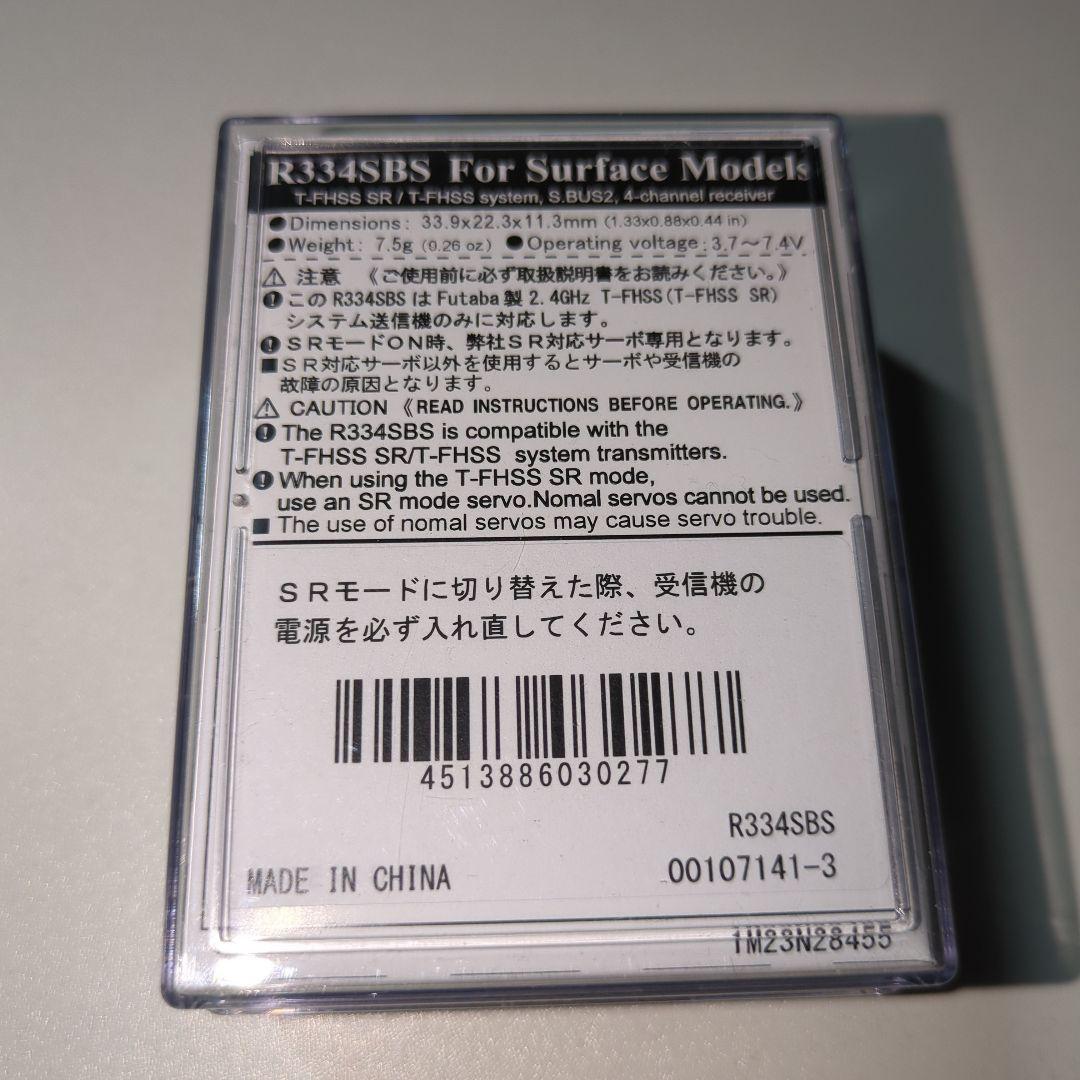 R334SBS For Surface Models
T-FHSS SR / T-FHSS system, S.BUS2, 4-channel receiver
●Dimensions: 33.9x22.3x11.3mm (1.33x0.88x0.44 in)
●Weight: 7.5g (0.26 oz) ●Operating voltage: 3.7～7.4V
⚠ 注意 《ご使用前に必ず取扱説明書をお読みください。》
❗この R334SBS は Futaba 製 2.4GHz T-FHSS(T-FHSS SR)
システム送信機のみに対応します。
❗ＳＲモードＯＮ時、弊社ＳＲ対応サーボ専用となります。
■ＳＲ対応サーボ以外を使用するとサーボや受信機の
故障の原因となります。
⚠ CAUTION 《READ INSTRUCTIONS BEFORE OPERATING.》
❗The R334SBS is compatible with the
T-FHSS SR/T-FHSS system transmitters.
❗When using the T-FHSS SR mode,
use an SR mode servo.Nomal servos cannot be used.
■ The use of nomal servos may cause servo trouble.
ＳＲモードに切り替えた際、受信機の
電源を必ず入れ直してください。
4513886030277
R334SBS
MADE IN CHINA 00107141-3
1M23N28455